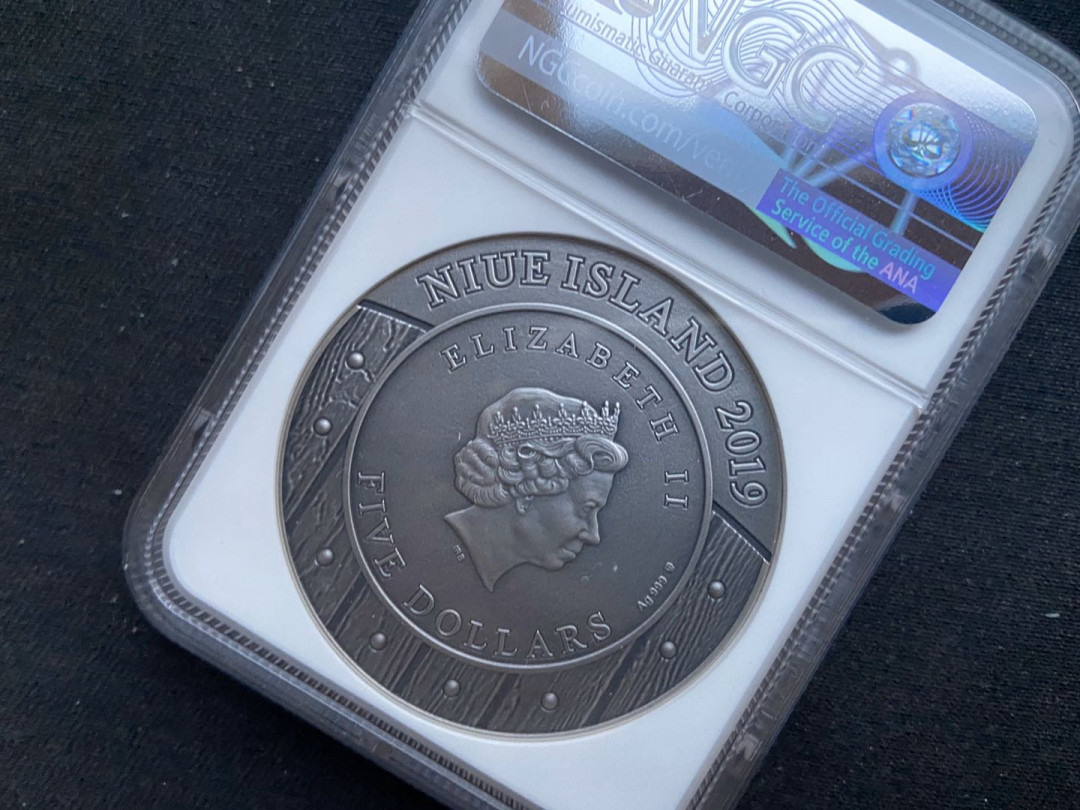 NGC
Numismatic Guaranty Corporation
NGCcoin.com/verify
The Official Grading
Service of the ANA
NIUE ISLAND 2019
ELIZABETH II
FIVE DOLLARS
Ag 999